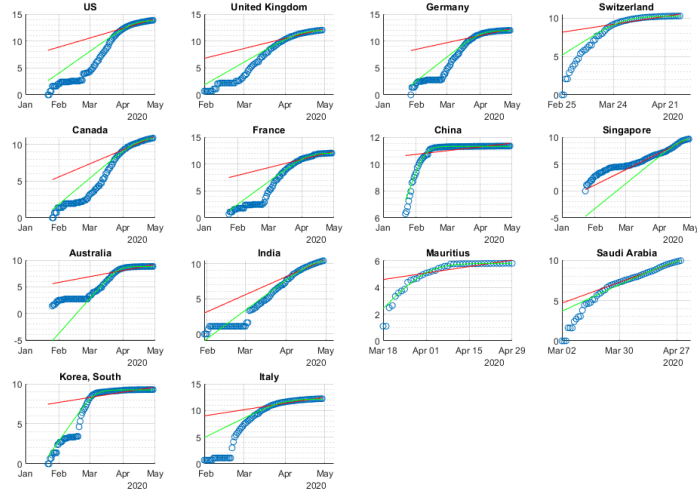 US
15
10
5
0
Jan Feb Mar Apr May
2020
United Kingdom
15
10
5
0
Jan Feb Mar Apr May
2020
Germany
15
10
5
0
Jan Feb Mar Apr May
2020
Switzerland
10
5
0
Feb 25 Mar 24 Apr 21
2020
Canada
10
5
0
Jan Feb Mar Apr May
2020
France
15
10
5
0
Jan Feb Mar Apr May
2020
China
12
10
8
6
Jan Feb Mar Apr May
2020
Singapore
10
5
0
-5
Jan Feb Mar Apr May
2020
Australia
10
5
0
-5
Jan Feb Mar Apr May
2020
India
10
5
0
Feb Mar Apr May
2020
Mauritius
6
4
2
0
Mar 18 Apr 01 Apr 15 Apr 29
2020
Saudi Arabia
10
5
0
Mar 02 Mar 30 Apr 27
2020
Korea, South
10
5
0
Jan Feb Mar Apr May
2020
Italy
15
10
5
0
Feb Mar Apr May
2020